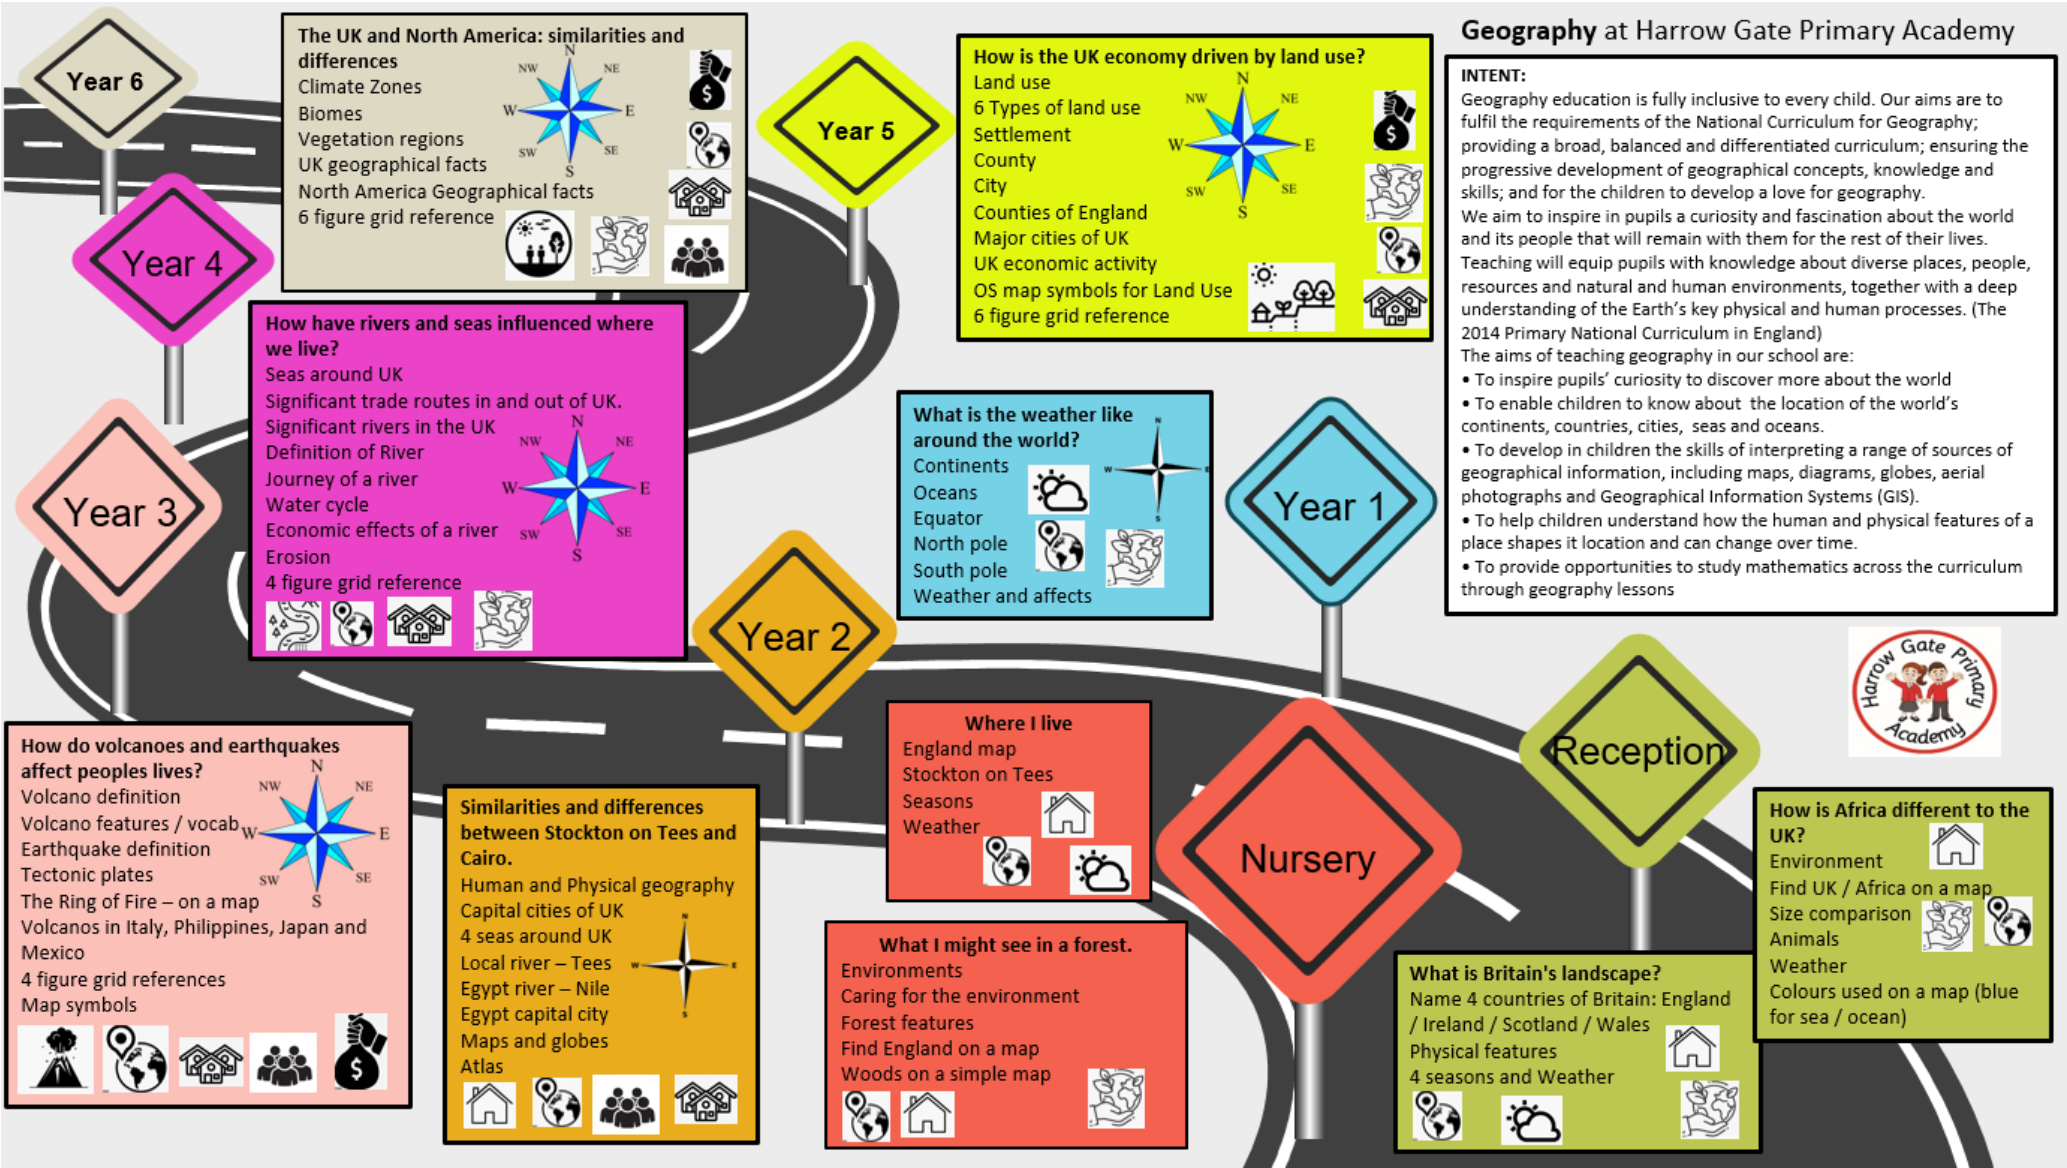 Geography at Harrow Gate Primary Academy
INTENT:
Geography education is fully inclusive to every child. Our aims are to
fulfil the requirements of the National Curriculum for Geography;
providing a broad, balanced and differentiated curriculum; ensuring the
progressive development of geographical concepts, knowledge and
skills; and for the children to develop a love for geography.
We aim to inspire in pupils a curiosity and fascination about the world
and its people that will remain with them for the rest of their lives.
Teaching will equip pupils with knowledge about diverse places, people,
resources and natural and human environments, together with a deep
understanding of the Earth's key physical and human processes. (The
2014 Primary National Curriculum in England)
The aims of teaching geography in our school are:
• To inspire pupils' curiosity to discover more about the world
• To enable children to know about the location of the world's
continents, countries, cities, seas and oceans.
• To develop in children the skills of interpreting a range of sources of
geographical information, including maps, diagrams, globes, aerial
photographs and Geographical Information Systems (GIS).
• To help children understand how the human and physical features of a
place shapes it location and can change over time.
• To provide opportunities to study mathematics across the curriculum
through geography lessons
Harrow Gate Primary
Academy
Year 6
The UK and North America: similarities and
differences
Climate Zones
Biomes
Vegetation regions
UK geographical facts
North America Geographical facts
6 figure grid reference
N
NW NE
W E
SW SE
S
Year 5
How is the UK economy driven by land use?
Land use
6 Types of land use
Settlement
County
City
Counties of England
Major cities of UK
UK economic activity
OS map symbols for Land Use
6 figure grid reference
N
NW NE
W E
SW SE
S
Year 4
How have rivers and seas influenced where
we live?
Seas around UK
Significant trade routes in and out of UK.
Significant rivers in the UK
Definition of River
Journey of a river
Water cycle
Economic effects of a river
Erosion
4 figure grid reference
N
NW NE
W E
SW SE
S
Year 3
How do volcanoes and earthquakes
affect peoples lives?
Volcano definition
Volcano features / vocab
Earthquake definition
Tectonic plates
The Ring of Fire – on a map
Volcanos in Italy, Philippines, Japan and
Mexico
4 figure grid references
Map symbols
N
NW NE
W E
SW SE
S
Year 2
Similarities and differences
between Stockton on Tees and
Cairo.
Human and Physical geography
Capital cities of UK
4 seas around UK
Local river – Tees
Egypt river – Nile
Egypt capital city
Maps and globes
Atlas
N
W E
S
Year 1
What is the weather like
around the world?
Continents
Oceans
Equator
North pole
South pole
Weather and affects
N
W E
S
Nursery
Where I live
England map
Stockton on Tees
Seasons
Weather
What I might see in a forest.
Environments
Caring for the environment
Forest features
Find England on a map
Woods on a simple map
Reception
What is Britain's landscape?
Name 4 countries of Britain: England
/ Ireland / Scotland / Wales
Physical features
4 seasons and Weather
How is Africa different to the
UK?
Environment
Find UK / Africa on a map
Size comparison
Animals
Weather
Colours used on a map (blue
for sea / ocean)
$
$
$